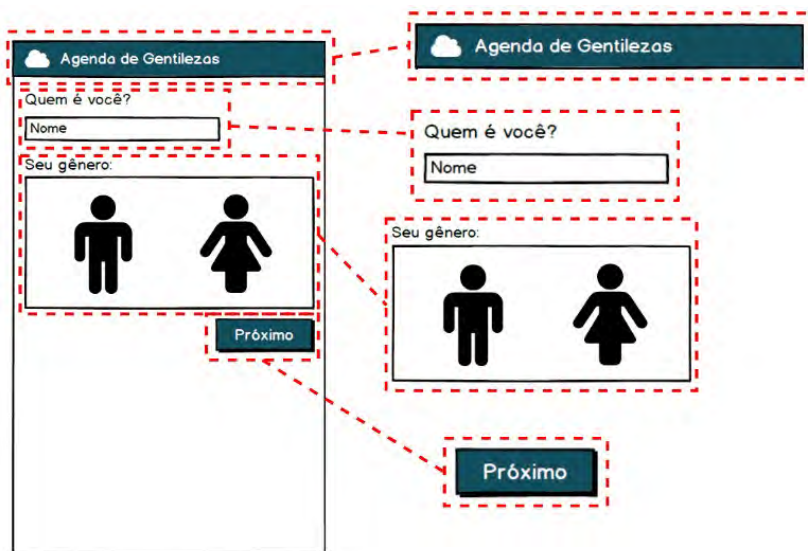 Agenda de Gentilezas
Quem é você?
Nome
Seu gênero:
Próximo
Agenda de Gentilezas
Quem é você?
Nome
Seu gênero:
Próximo